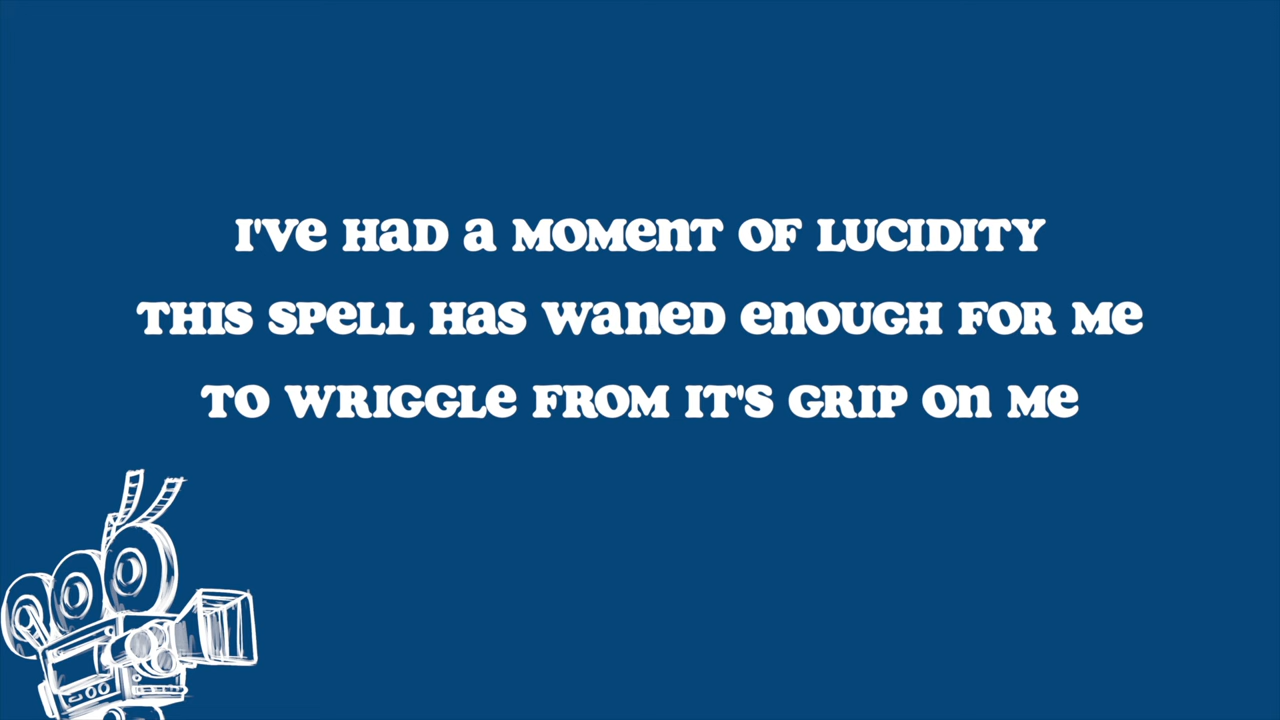 I'VE HAD A MOMENT OF LUCIDITY
THIS SPELL HAS WANED ENOUGH FOR ME
TO WRIGGLE FROM IT'S GRIP ON ME